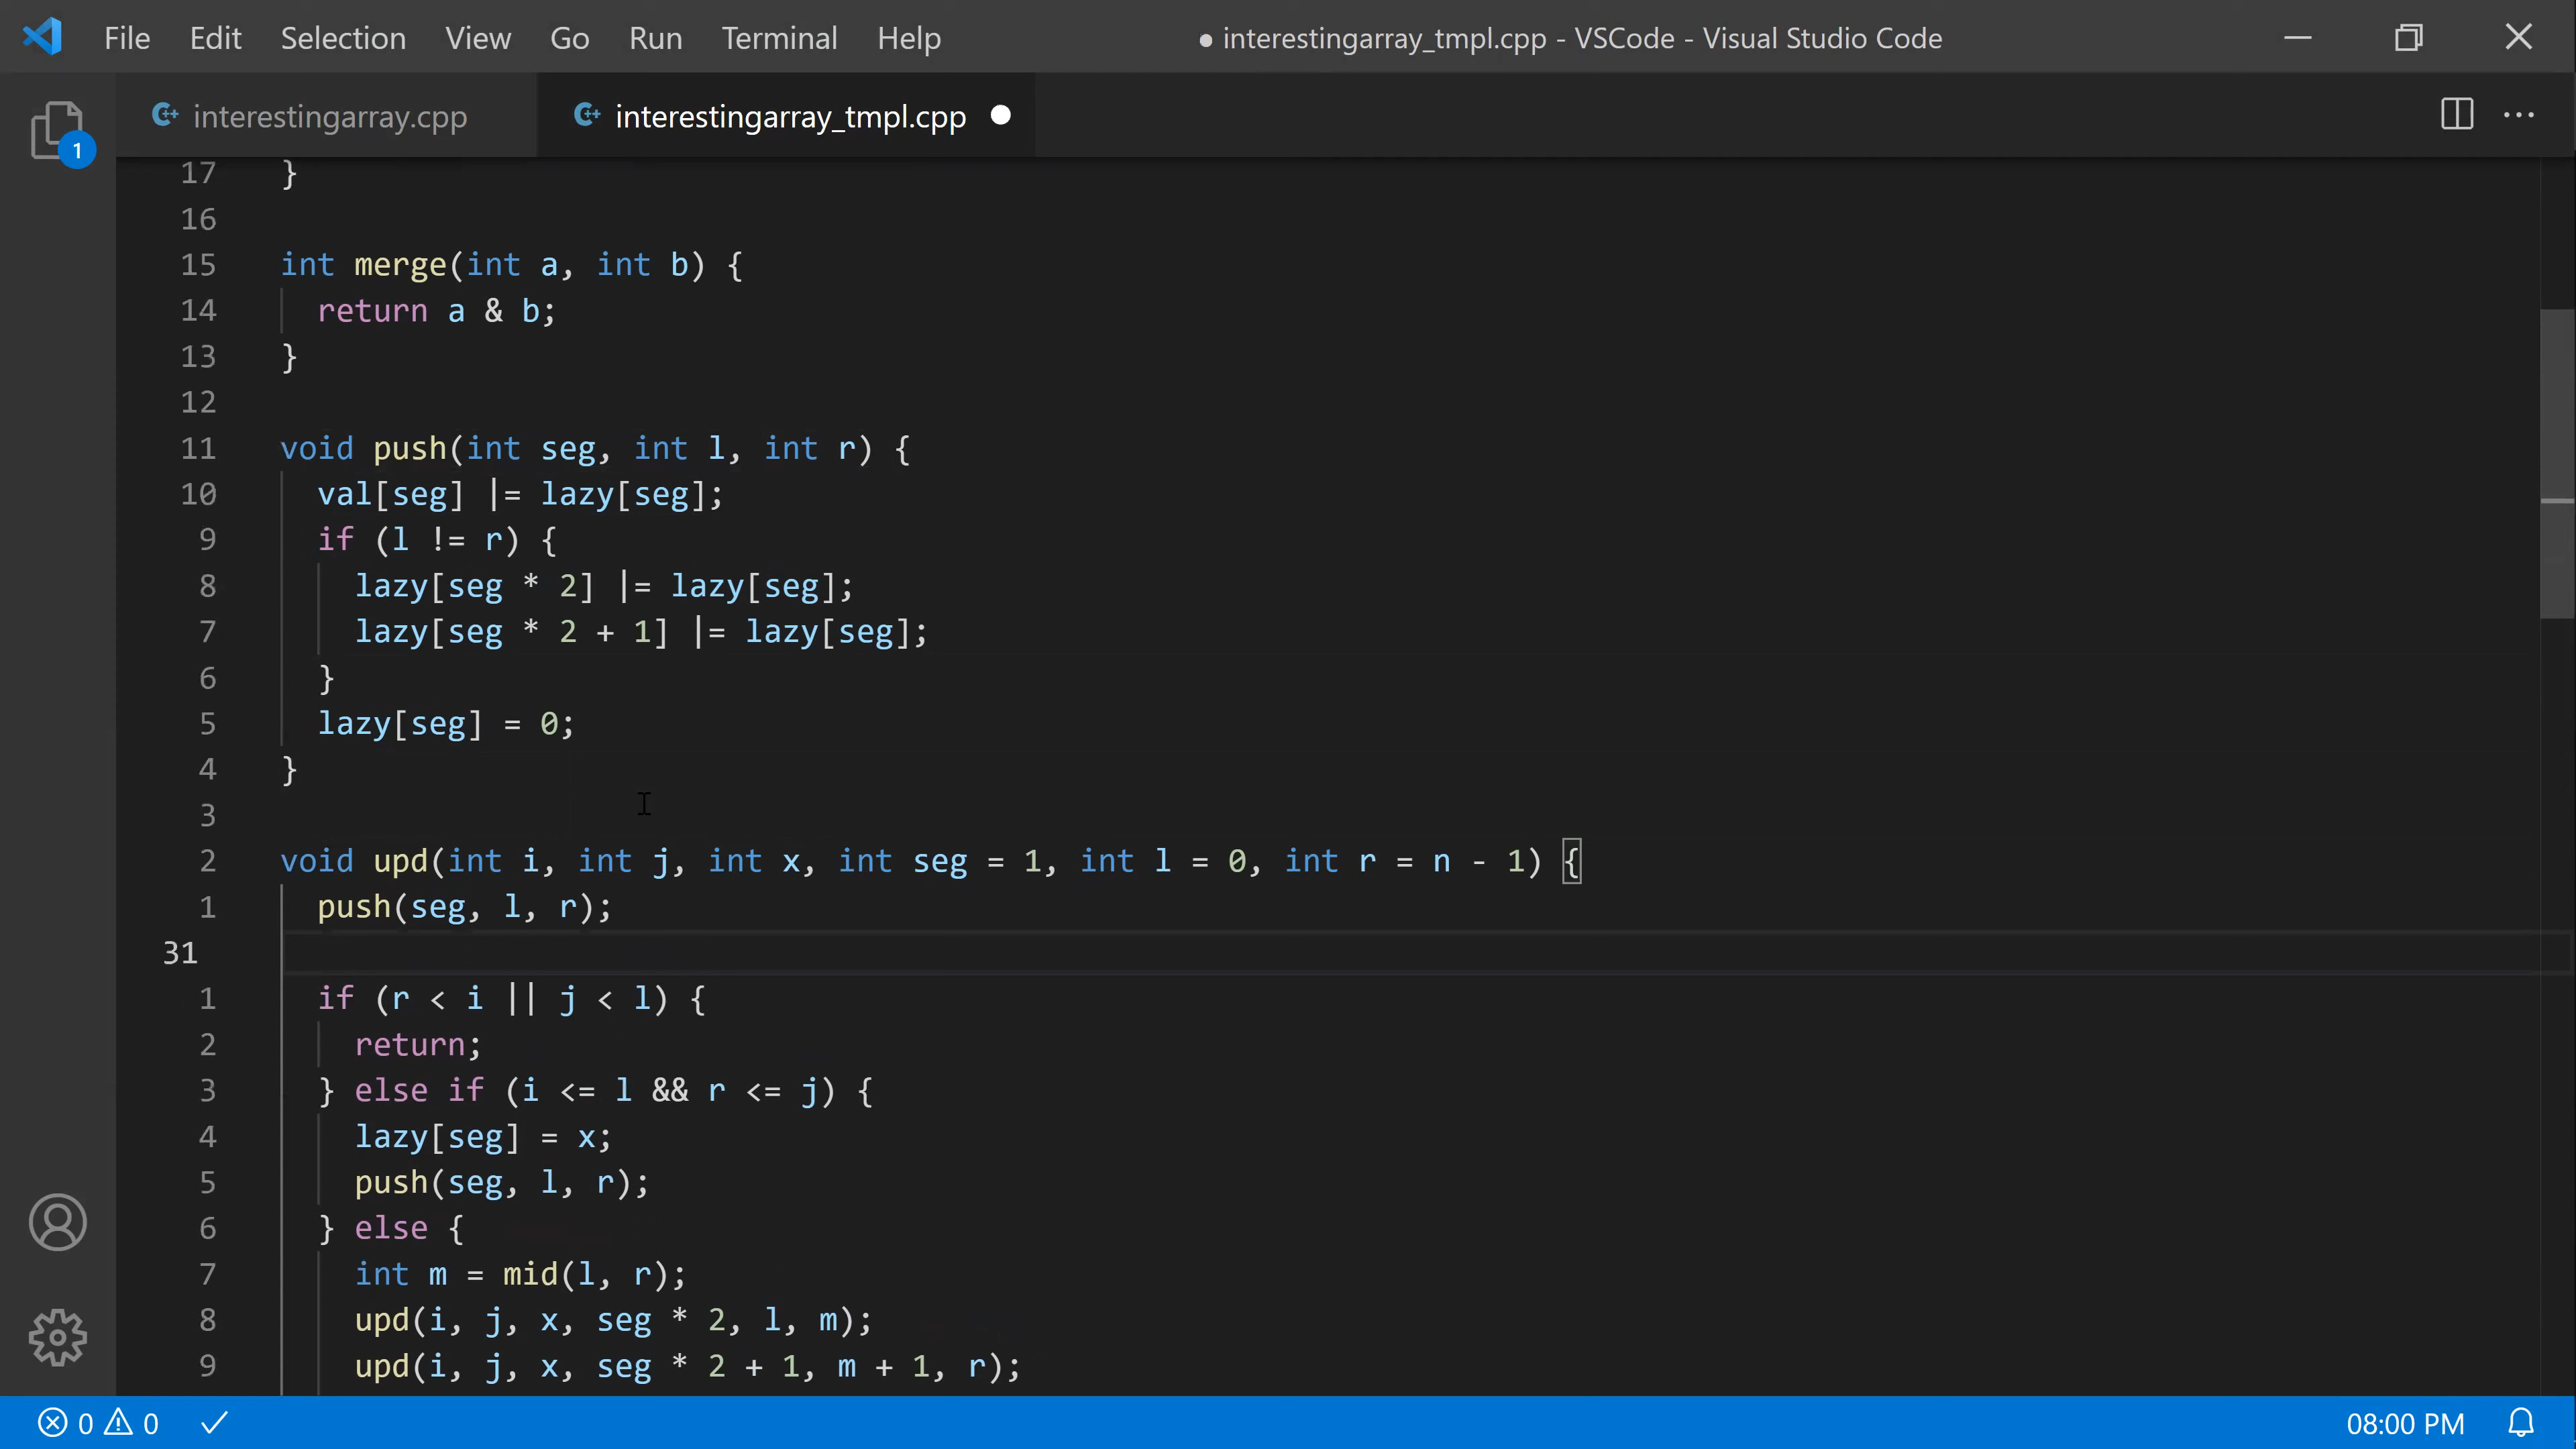 File Edit Selection View Go Run Terminal Help ● interestingarray_tmpl.cpp - VSCode - Visual Studio Code
1
interestingarray.cpp interestingarray_tmpl.cpp
17 }
16
15 int merge(int a, int b) {
14 return a & b;
13 }
12
11 void push(int seg, int l, int r) {
10 val[seg] |= lazy[seg];
9 if (l != r) {
8 lazy[seg * 2] |= lazy[seg];
7 lazy[seg * 2 + 1] |= lazy[seg];
6 }
5 lazy[seg] = 0;
4 }
3
2 void upd(int i, int j, int x, int seg = 1, int l = 0, int r = n - 1) {
1 push(seg, l, r);
31
1 if (r < i || j < l) {
2 return;
3 } else if (i <= l && r <= j) {
4 lazy[seg] = x;
5 push(seg, l, r);
6 } else {
7 int m = mid(l, r);
8 upd(i, j, x, seg * 2, l, m);
9 upd(i, j, x, seg * 2 + 1, m + 1, r);
0 0 08:00 PM